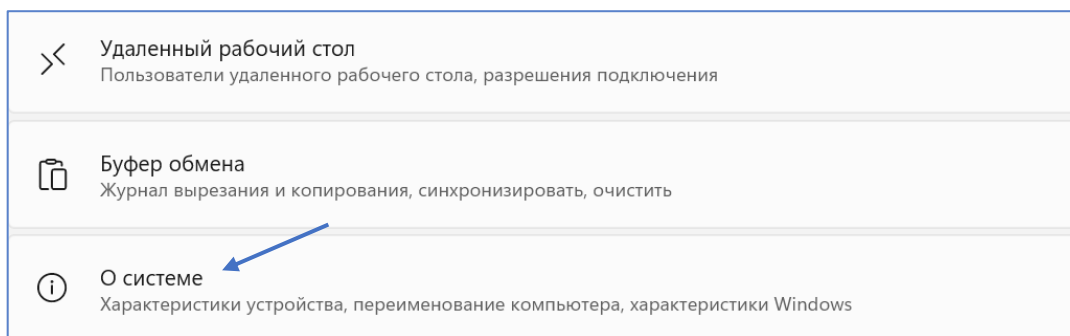 Удаленный рабочий стол
Пользователи удаленного рабочего стола, разрешения подключения
Буфер обмена
Журнал вырезания и копирования, синхронизировать, очистить
О системе
Характеристики устройства, переименование компьютера, характеристики Windows